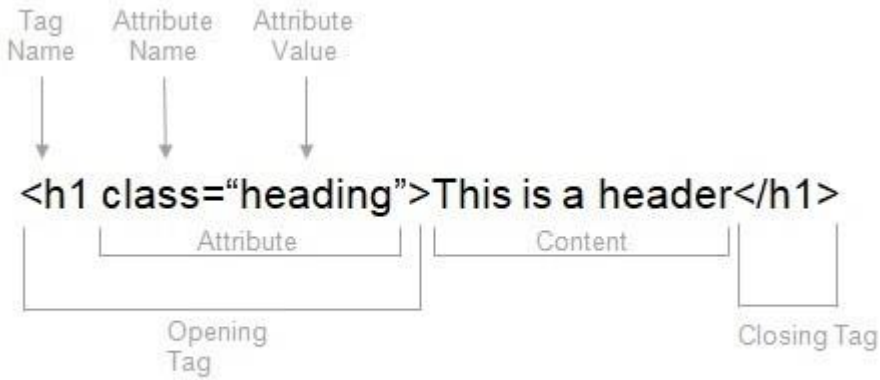 Tag Name
Attribute Name
Attribute Value
<h1 class=“heading”>This is a header</h1>
Attribute
Content
Opening Tag
Closing Tag